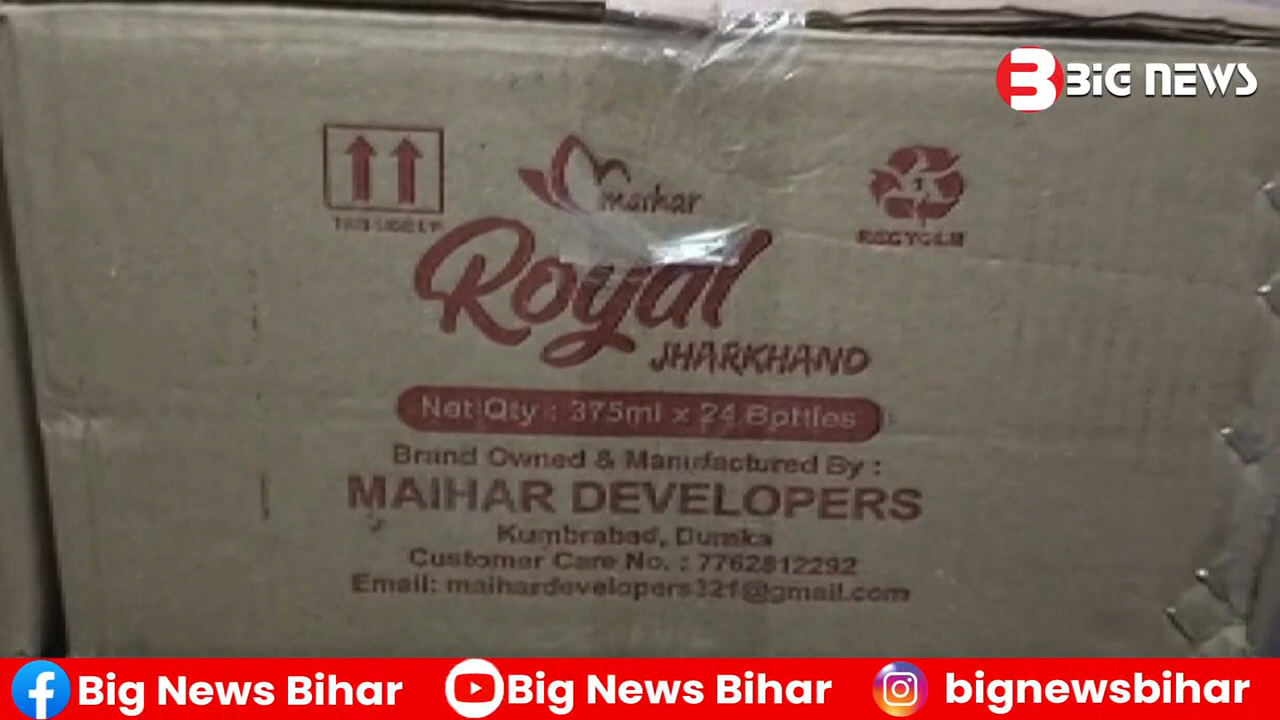 BIG NEWS
maihar
THIS SIDE UP
RECYCLE
Royal
JHARKHAND
Net Qty : 375ml x 24 Bottles
Brand Owned & Manufactured By :
MAIHAR DEVELOPERS
Kumbrabad, Dumka
Customer Care No. : 7762812292
Email: maihardevelopers321@gmail.com
Big News Bihar Big News Bihar bignewsbihar